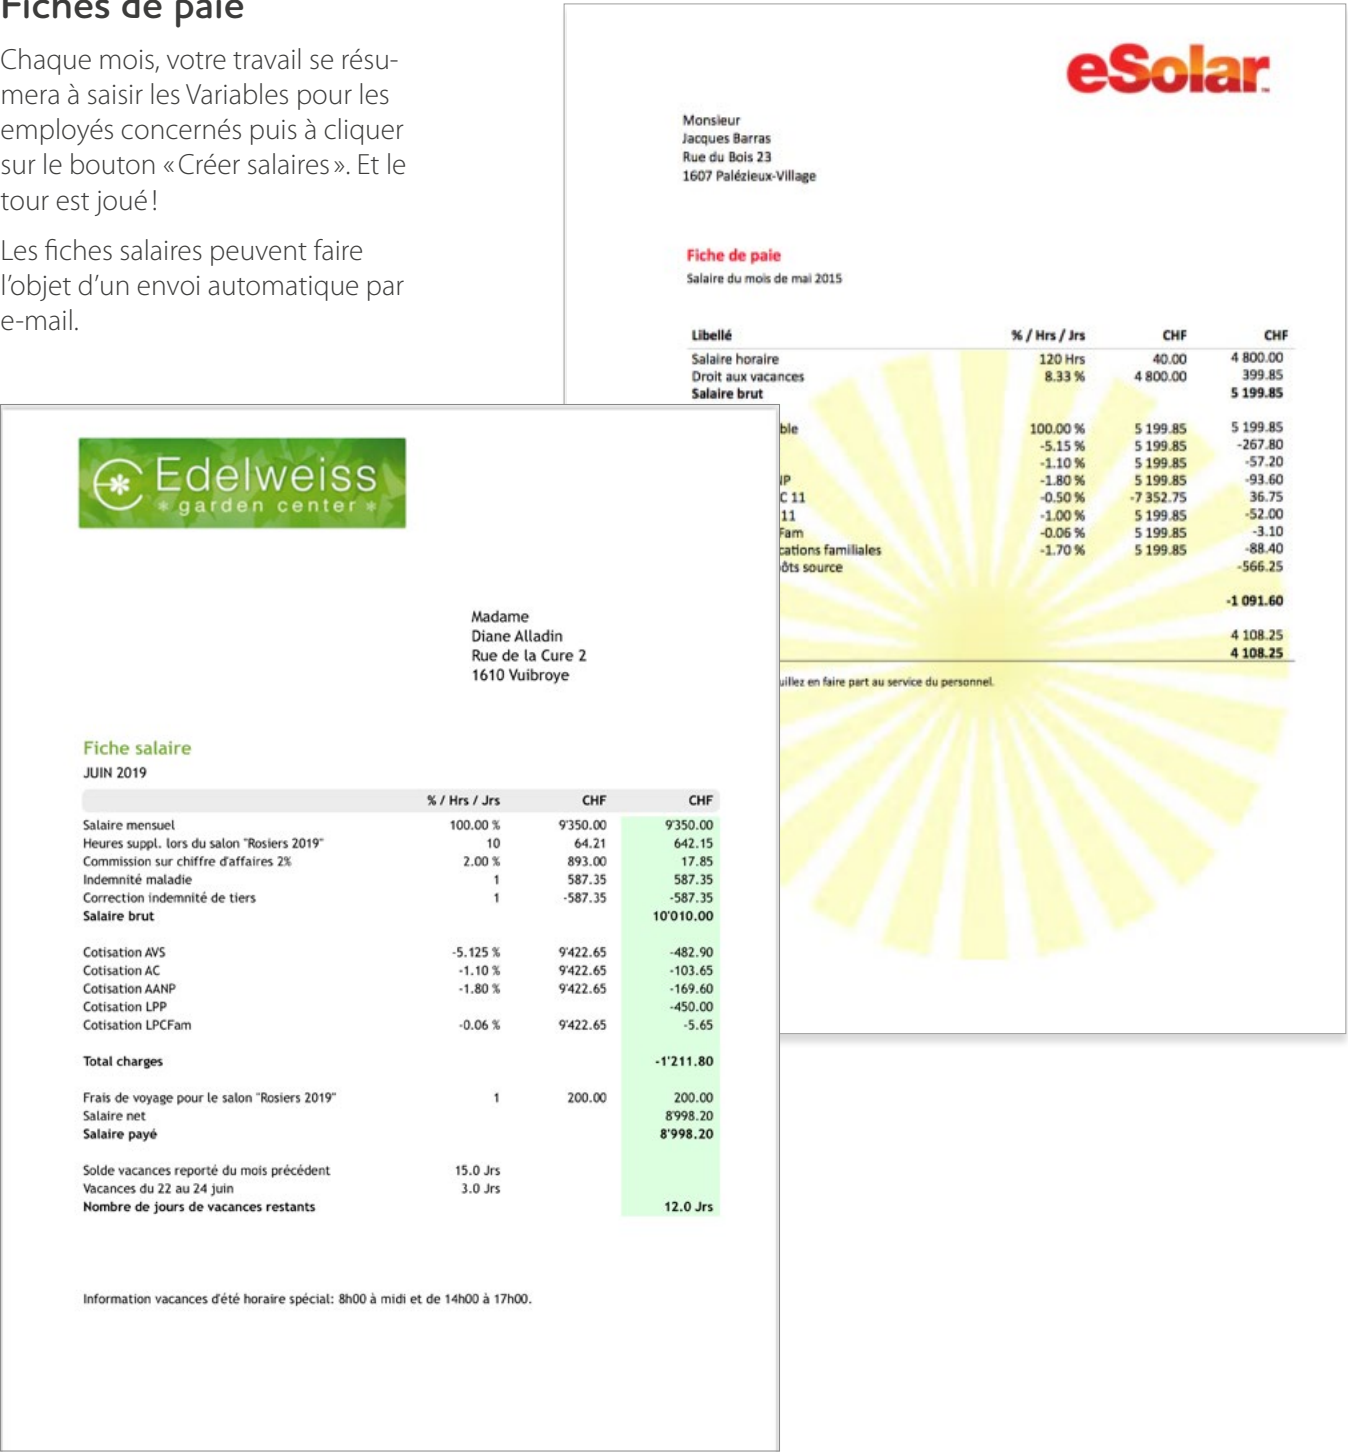 Fiches de paie
Chaque mois, votre travail se résu-
mera à saisir les Variables pour les
employés concernés puis à cliquer
sur le bouton « Créer salaires ». Et le
tour est joué !
Les fiches salaires peuvent faire
l’objet d’un envoi automatique par
e-mail.
eSolar™
Monsieur
Jacques Barras
Rue du Bois 23
1607 Palézieux-Village
Fiche de paie
Salaire du mois de mai 2015
Libellé % / Hrs / Jrs CHF CHF
Salaire horaire 120 Hrs 40.00 4 800.00
Droit aux vacances 8.33 % 4 800.00 399.85
Salaire brut 5 199.85
ble 100.00 % 5 199.85 5 199.85
-5.15 % 5 199.85 -267.80
-1.10 % 5 199.85 -57.20
IP -1.80 % 5 199.85 -93.60
C 11 -0.50 % -7 352.75 36.75
11 -1.00 % 5 199.85 -52.00
Fam -0.06 % 5 199.85 -3.10
cations familiales -1.70 % 5 199.85 -88.40
ôts source -566.25
-1 091.60
4 108.25
4 108.25
uillez en faire part au service du personnel.
Edelweiss
garden center
Madame
Diane Alladin
Rue de la Cure 2
1610 Vuibroye
Fiche salaire
JUIN 2019
% / Hrs / Jrs CHF CHF
Salaire mensuel 100.00 % 9'350.00 9'350.00
Heures suppl. lors du salon "Rosiers 2019" 10 64.21 642.15
Commission sur chiffre d'affaires 2% 2.00 % 893.00 17.85
Indemnité maladie 1 587.35 587.35
Correction indemnité de tiers 1 -587.35 -587.35
Salaire brut 10'010.00
Cotisation AVS -5.125 % 9'422.65 -482.90
Cotisation AC -1.10 % 9'422.65 -103.65
Cotisation AANP -1.80 % 9'422.65 -169.60
Cotisation LPP -450.00
Cotisation LPCFam -0.06 % 9'422.65 -5.65
Total charges -1'211.80
Frais de voyage pour le salon "Rosiers 2019" 1 200.00 200.00
Salaire net 8'998.20
Salaire payé 8'998.20
Solde vacances reporté du mois précédent 15.0 Jrs
Vacances du 22 au 24 juin 3.0 Jrs
Nombre de jours de vacances restants 12.0 Jrs
Information vacances d'été horaire spécial: 8h00 à midi et de 14h00 à 17h00.